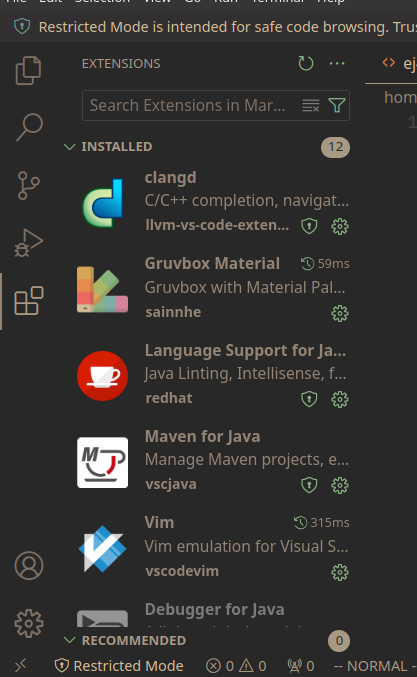 File Edit Selection View Go Run Terminal Help
Restricted Mode is intended for safe code browsing. Trus
EXTENSIONS
ej
Search Extensions in Mar...
hom
1
INSTALLED 12
clangd
C/C++ completion, navigat...
llvm-vs-code-exten...
Gruvbox Material 59ms
Gruvbox with Material Pal...
sainnhe
Language Support for Ja...
Java Linting, Intellisense, f...
redhat
Maven for Java
Manage Maven projects, e...
vscjava
Vim 315ms
Vim emulation for Visual S...
vscodevim
Debugger for Java
RECOMMENDED 0
Restricted Mode 0 0 0 -- NORMAL -